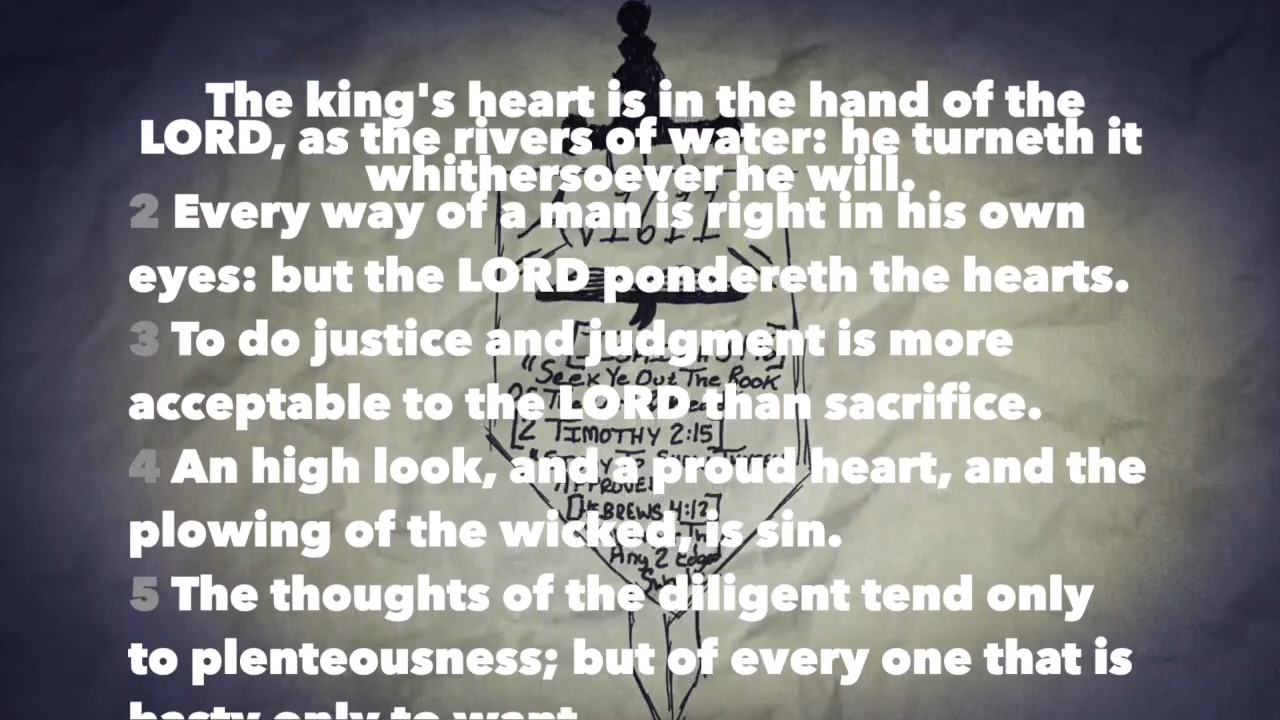 The king's heart is in the hand of the
LORD, as the rivers of water: he turneth it
whithersoever he will.
2 Every way of a man is right in his own
eyes: but the LORD pondereth the hearts.
3 To do justice and judgment is more
acceptable to the LORD than sacrifice.
4 An high look, and a proud heart, and the
plowing of the wicked, is sin.
5 The thoughts of the diligent tend only
to plenteousness; but of every one that is
hasty only to want.
1611
"Seek Ye Out The Book
[2 TIMOTHY 2:15]
APPROVED
[HEBREWS 4:12]
Any 2 Edged